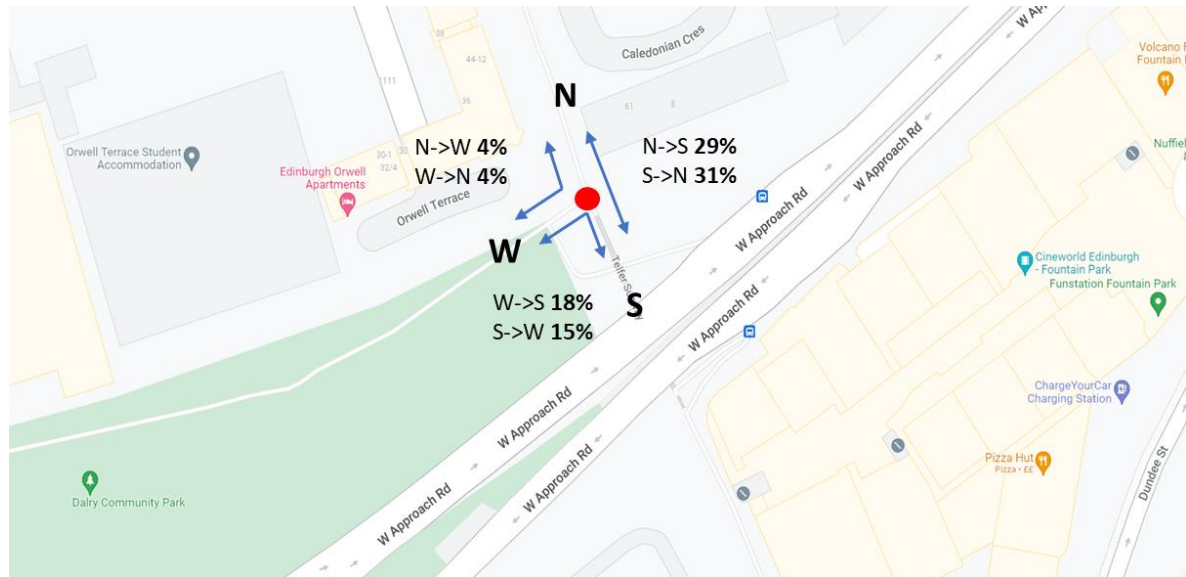 Caledonian Cres
Volcano F
Fountain
38
44-12
1111
36
61
8
N
N->W 4%
W->N 4%
N->S 29%
S->N 31%
Orwell Terrace Student
Accommodation
30-1
30
32/4
Edinburgh Orwell
Apartments
Orwell Terrace
Nuffiel
&
W
S
W->S 18%
S->W 15%
W Approach Rd
W Approach Rd
W Approach Rd
W Approach Rd
W Approach Rd
W Approach Rd
W Approach Rd
W Approach Rd
Cineworld Edinburgh
- Fountain Park
Funstation Fountain Park
ChargeYourCar
Charging Station
Pizza Hut
Pizza • ££
Dundee St
Dalry Community Park